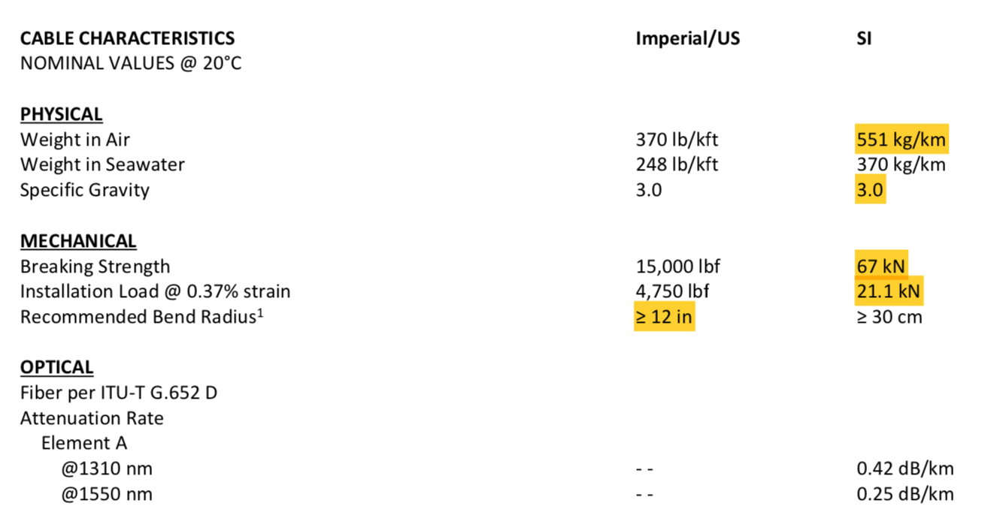 CABLE CHARACTERISTICS Imperial/US SI
NOMINAL VALUES @ 20°C
PHYSICAL
Weight in Air 370 lb/kft 551 kg/km
Weight in Seawater 248 lb/kft 370 kg/km
Specific Gravity 3.0 3.0
MECHANICAL
Breaking Strength 15,000 lbf 67 kN
Installation Load @ 0.37% strain 4,750 lbf 21.1 kN
Recommended Bend Radius¹ ≥ 12 in ≥ 30 cm
OPTICAL
Fiber per ITU-T G.652 D
Attenuation Rate
Element A
@1310 nm - - 0.42 dB/km
@1550 nm - - 0.25 dB/km